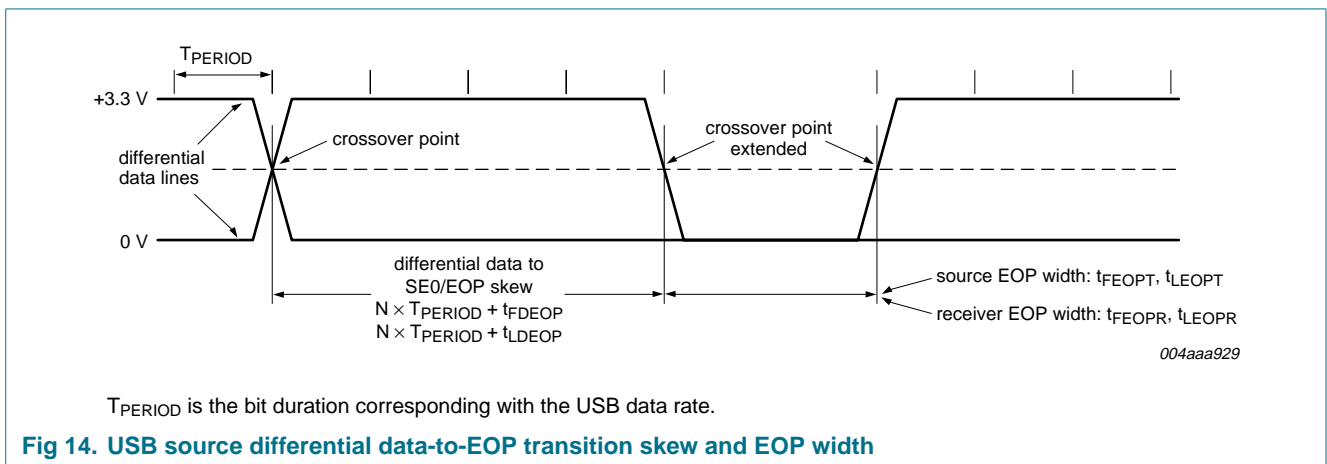 TPERIOD
+3.3 V
crossover point
crossover point
extended
differential
data lines
0 V
differential data to
SE0/EOP skew
N × TPERIOD + tFDEOP
N × TPERIOD + tLDEOP
source EOP width: tFEOPT, tLEOPT
receiver EOP width: tFEOPR, tLEOPR
004aaa929
TPERIOD is the bit duration corresponding with the USB data rate.
Fig 14. USB source differential data-to-EOP transition skew and EOP width